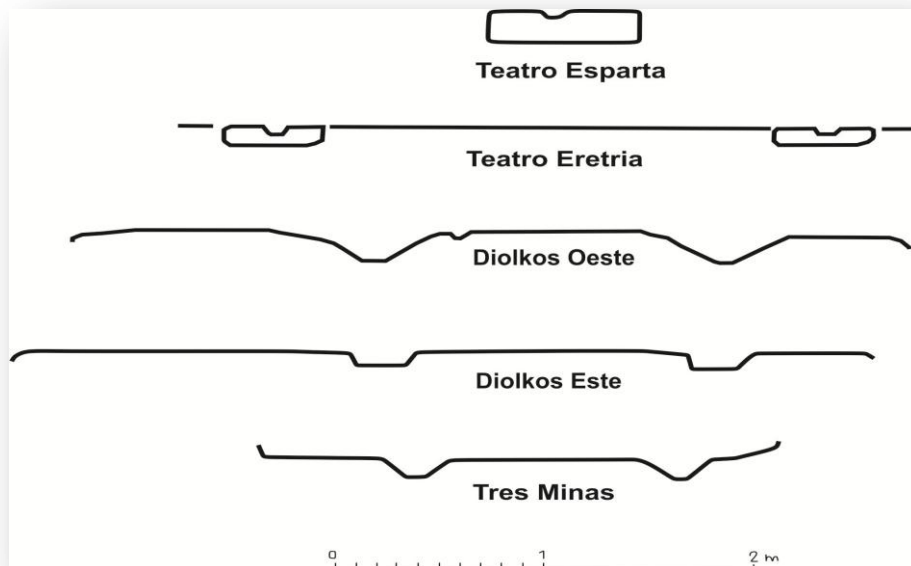 Teatro Esparta
Teatro Eretria
Diolkos Oeste
Diolkos Este
Tres Minas
0 1 2 m